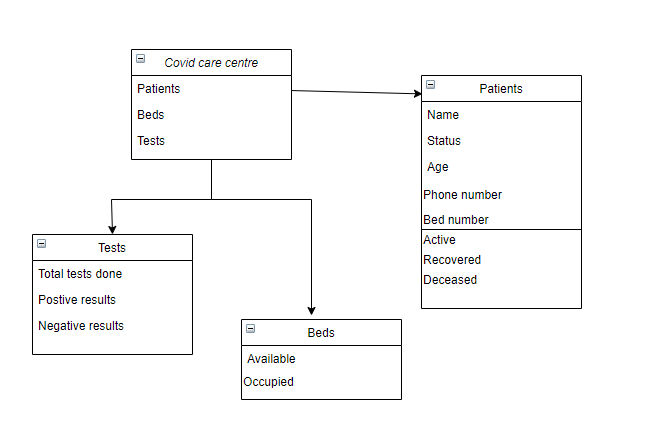 Covid care centre
Patients
Beds
Tests
Patients
Name
Status
Age
Phone number
Bed number
Active
Recovered
Deceased
Tests
Total tests done
Postive results
Negative results
Beds
Available
Occupied